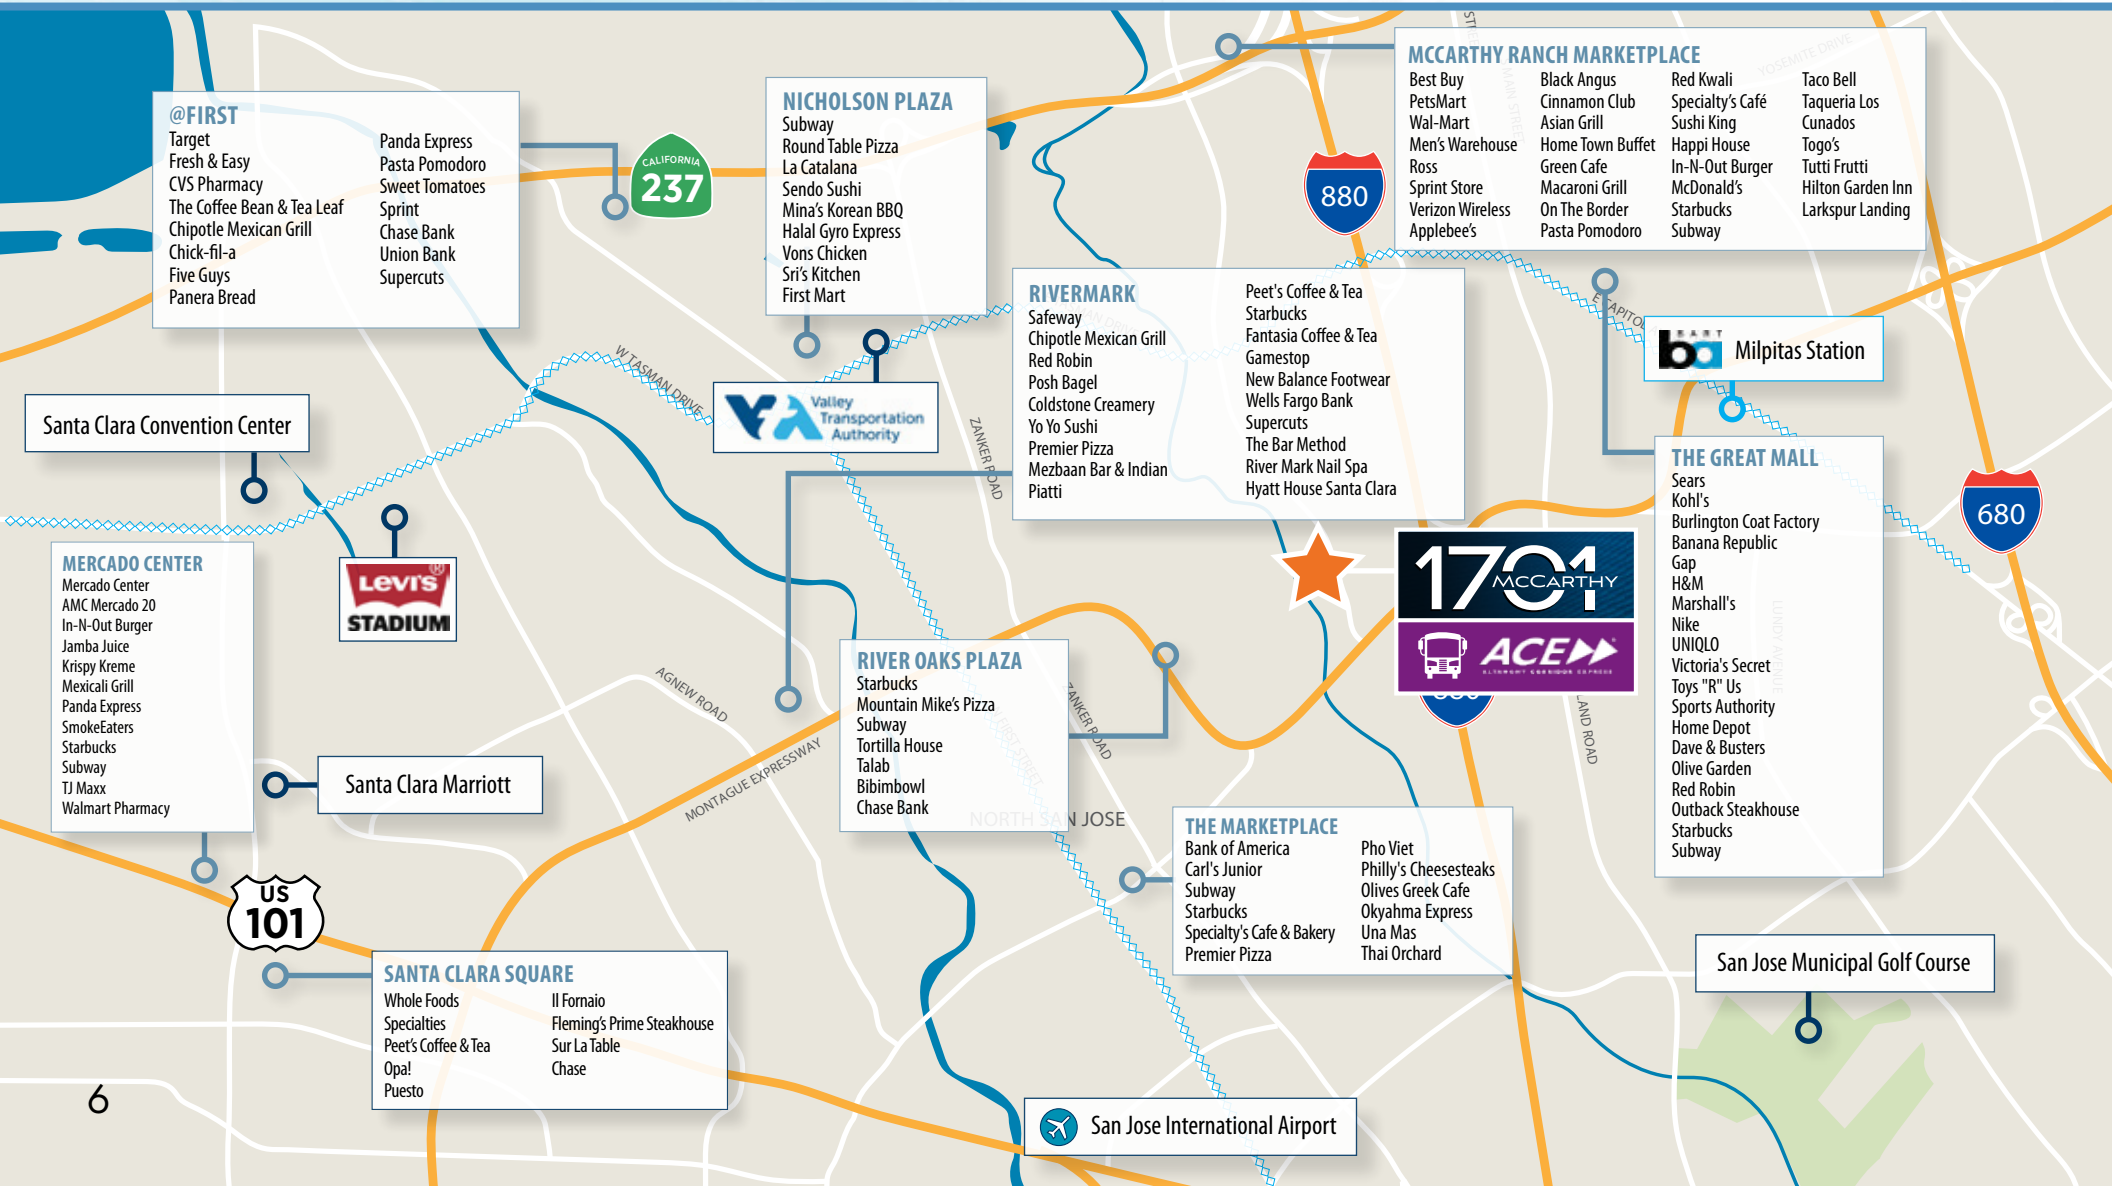 @FIRST
Target
Fresh & Easy
CVS Pharmacy
The Coffee Bean & Tea Leaf
Chipotle Mexican Grill
Chick-fil-a
Five Guys
Panera Bread
Panda Express
Pasta Pomodoro
Sweet Tomatoes
Sprint
Chase Bank
Union Bank
Supercuts
CALIFORNIA
237
NICHOLSON PLAZA
Subway
Round Table Pizza
La Catalana
Sendo Sushi
Mina's Korean BBQ
Halal Gyro Express
Vons Chicken
Sri's Kitchen
First Mart
880
MCCARTHY RANCH MARKETPLACE
Best Buy
PetsMart
Wal-Mart
Men's Warehouse
Ross
Sprint Store
Verizon Wireless
Applebee's
Black Angus
Cinnamon Club
Asian Grill
Home Town Buffet
Green Cafe
Macaroni Grill
On The Border
Pasta Pomodoro
Red Kwali
Specialty's Café
Sushi King
Happi House
In-N-Out Burger
McDonald's
Starbucks
Subway
Taco Bell
Taqueria Los
Cunados
Togo's
Tutti Frutti
Hilton Garden Inn
Larkspur Landing
YOSEMITE DRIVE
MAIN STREET
RIVERMARK
Safeway
Chipotle Mexican Grill
Red Robin
Posh Bagel
Coldstone Creamery
Yo Yo Sushi
Premier Pizza
Mezbaan Bar & Indian
Piatti
Peet's Coffee & Tea
Starbucks
Fantasia Coffee & Tea
Gamestop
New Balance Footwear
Wells Fargo Bank
Supercuts
The Bar Method
River Mark Nail Spa
Hyatt House Santa Clara
BART
ba
Milpitas Station
W TASMAN DRIVE
Valley
Transportation
Authority
ZANKER ROAD
Santa Clara Convention Center
THE GREAT MALL
Sears
Kohl's
Burlington Coat Factory
Banana Republic
Gap
H&M
Marshall's
Nike
UNIQLO
Victoria's Secret
Toys "R" Us
Sports Authority
Home Depot
Dave & Busters
Olive Garden
Red Robin
Outback Steakhouse
Starbucks
Subway
LUNDY AVENUE
680
MERCADO CENTER
Mercado Center
AMC Mercado 20
In-N-Out Burger
Jamba Juice
Krispy Kreme
Mexicali Grill
Panda Express
SmokeEaters
Starbucks
Subway
TJ Maxx
Walmart Pharmacy
LEVI'S®
STADIUM
1701
MCCARTHY
ACE
ALTAMONT CORRIDOR EXPRESS
RIVER OAKS PLAZA
Starbucks
Mountain Mike's Pizza
Subway
Tortilla House
Talab
Bibimbowl
Chase Bank
ZANKER ROAD
AGNEW ROAD
MONTAGUE EXPRESSWAY
LAND ROAD
Santa Clara Marriott
NORTH SAN JOSE
THE MARKETPLACE
Bank of America
Carl's Junior
Subway
Starbucks
Specialty's Cafe & Bakery
Premier Pizza
Pho Viet
Philly's Cheesesteaks
Olives Greek Cafe
Okyahma Express
Una Mas
Thai Orchard
US
101
SANTA CLARA SQUARE
Whole Foods
Specialties
Peet's Coffee & Tea
Opa!
Puesto
Il Fornaio
Fleming's Prime Steakhouse
Sur La Table
Chase
San Jose Municipal Golf Course
San Jose International Airport
6